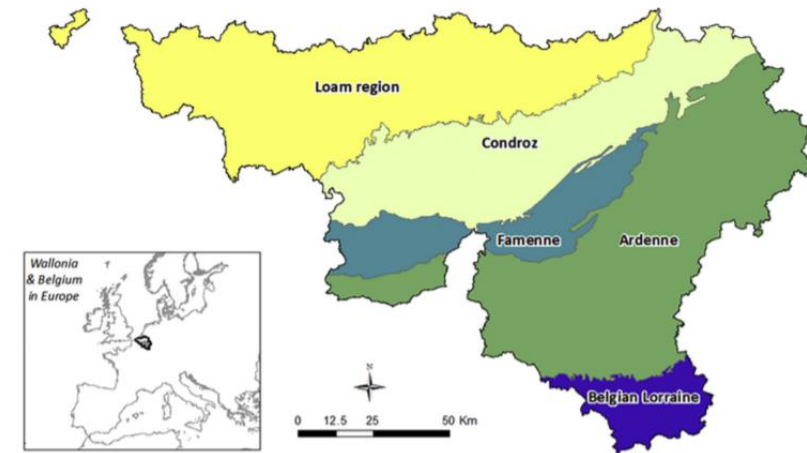 Loam region
Condroz
Famenne
Ardenne
Belgian Lorraine
Wallonia
& Belgium
in Europe
N
0 12.5 25 50 Km